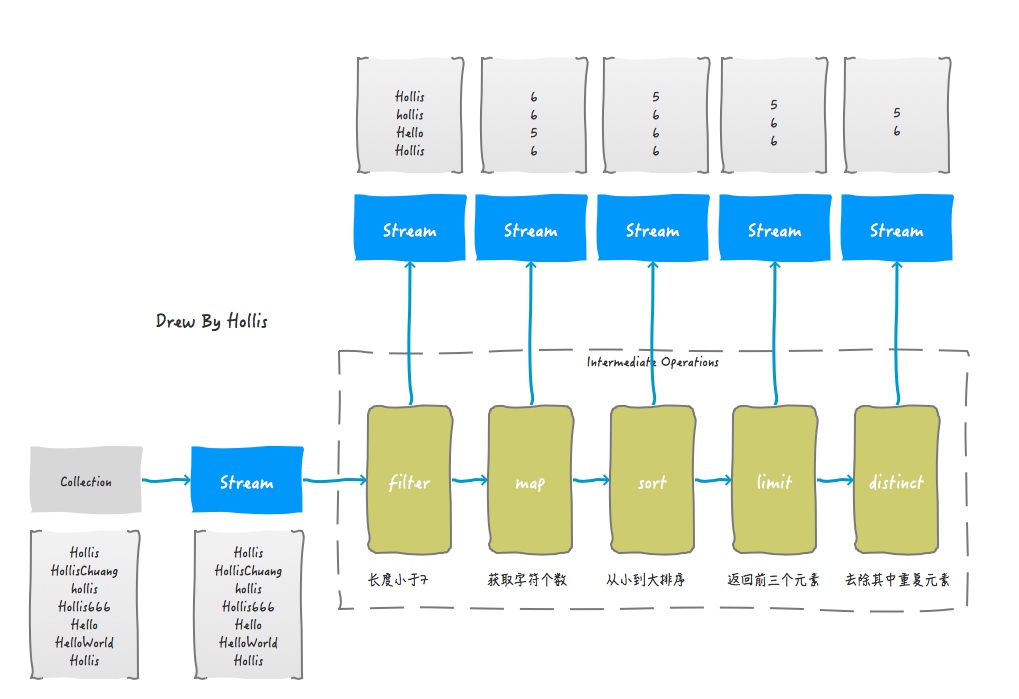 Hollis
hollis
Hello
Hollis
6
6
5
6
5
6
6
6
5
6
6
5
6
Stream
Stream
Stream
Stream
Stream
Drew By Hollis
Intermediate Operations
Collection
Stream
filter
map
sort
limit
distinct
长度小于7
获取字符个数
从小到大排序
返回前三个元素
去除其中重复元素
Hollis
HollisChuang
hollis
Hollis666
Hello
HelloWorld
Hollis
Hollis
HollisChuang
hollis
Hollis666
Hello
HelloWorld
Hollis